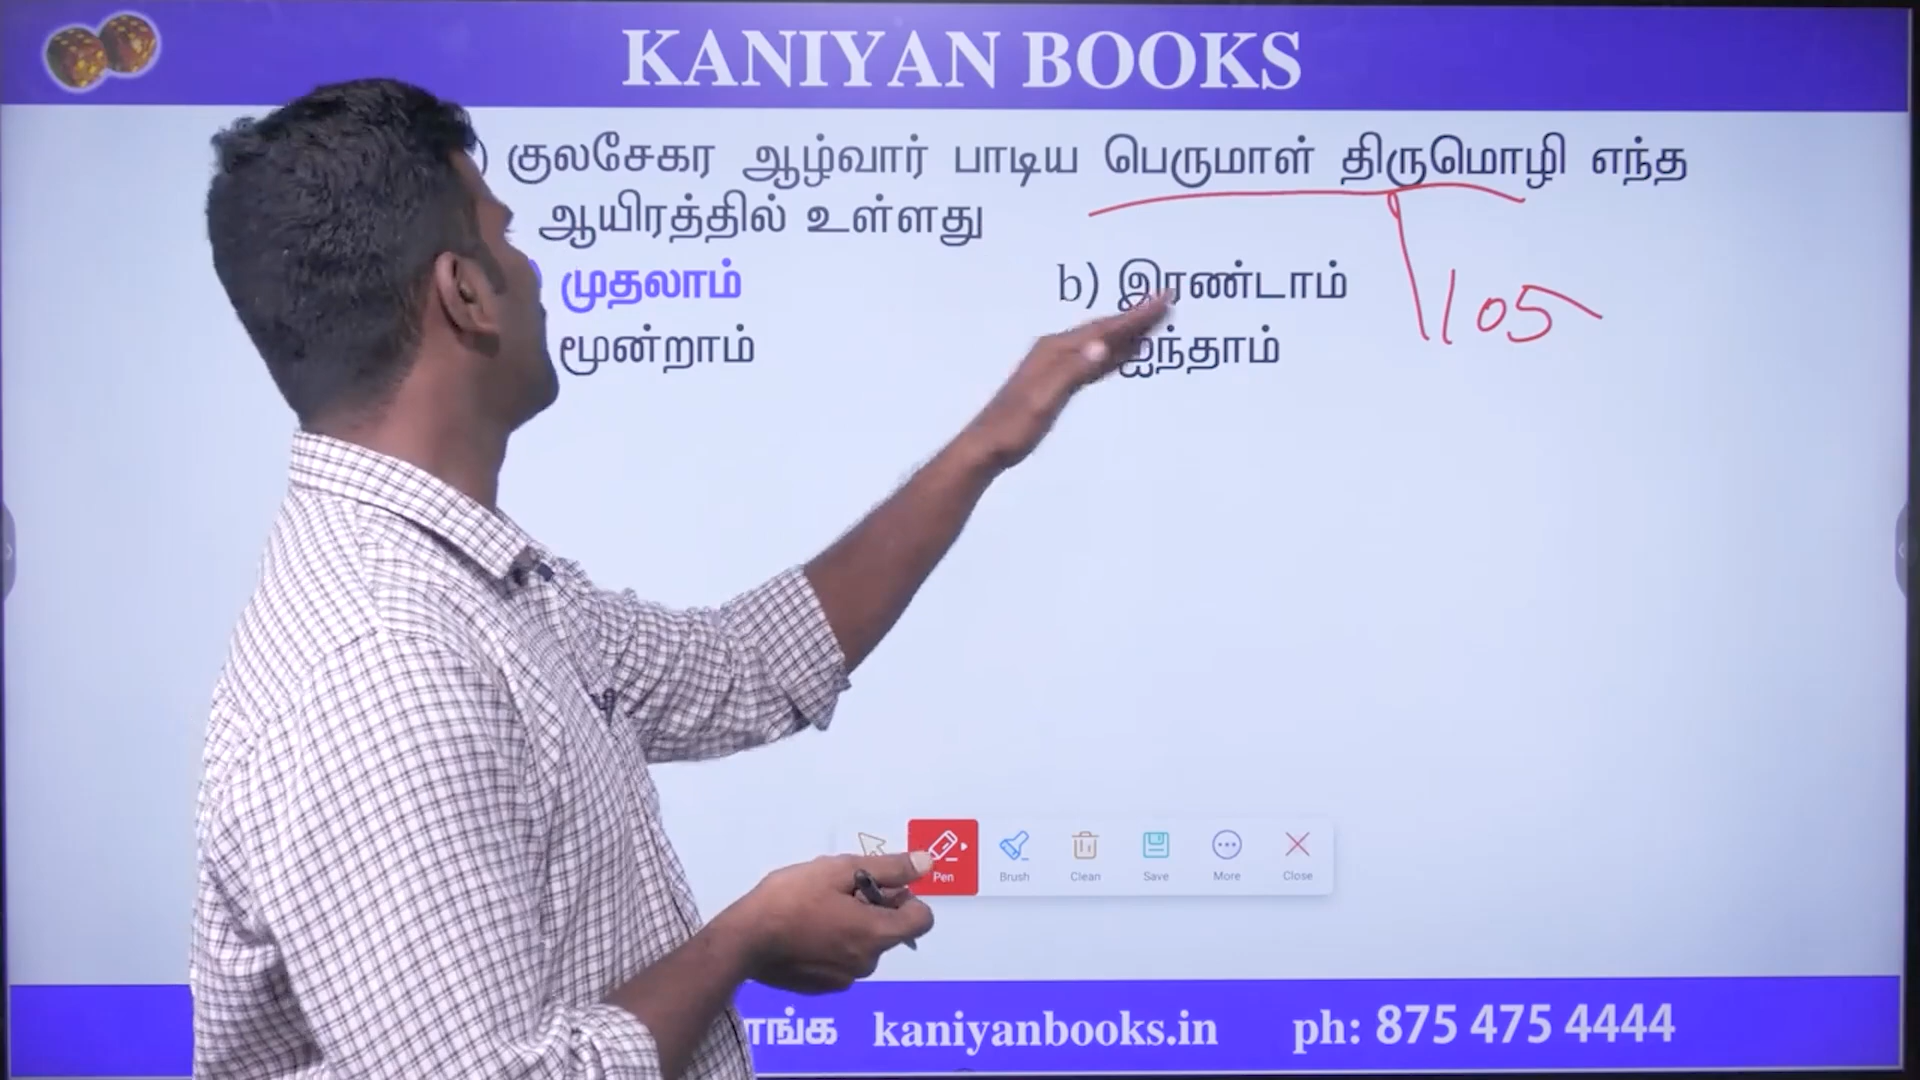 KANIYAN BOOKS
குலசேகர ஆழ்வார் பாடிய பெருமாள் திருமொழி எந்த
ஆயிரத்தில் உள்ளது
முதலாம் b) இரண்டாம்
மூன்றாம் ஐந்தாம்
105
Pen Brush Clean Save More Close
kaniyanbooks.in ph: 875 475 4444